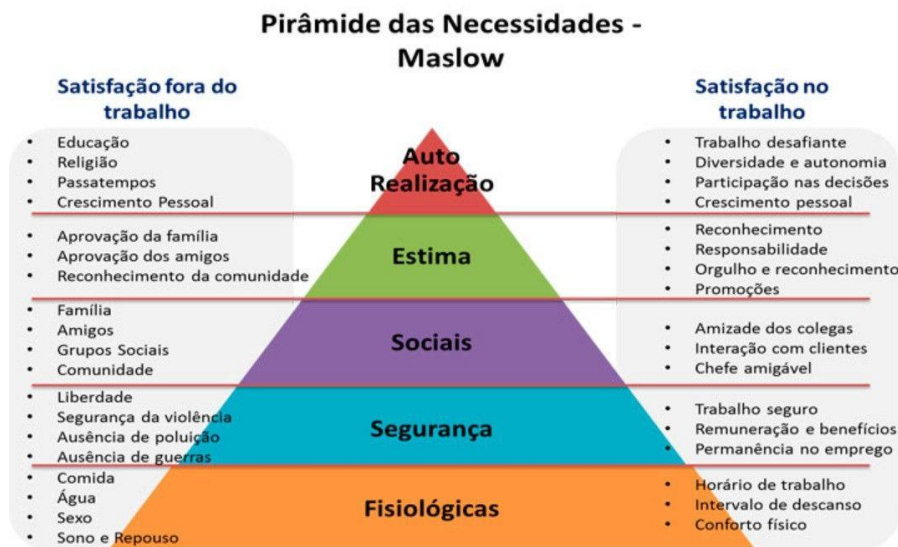 Pirâmide das Necessidades -
Maslow
Satisfação fora do
trabalho
• Educação
• Religião
• Passatempos
• Crescimento Pessoal
• Aprovação da família
• Aprovação dos amigos
• Reconhecimento da comunidade
• Família
• Amigos
• Grupos Sociais
• Comunidade
• Liberdade
• Segurança da violência
• Ausência de poluição
• Ausência de guerras
• Comida
• Água
• Sexo
• Sono e Repouso
Auto
Realização
Estima
Sociais
Segurança
Fisiológicas
Satisfação no
trabalho
• Trabalho desafiante
• Diversidade e autonomia
• Participação nas decisões
• Crescimento pessoal
• Reconhecimento
• Responsabilidade
• Orgulho e reconhecimento
• Promoções
• Amizade dos colegas
• Interação com clientes
• Chefe amigável
• Trabalho seguro
• Remuneração e benefícios
• Permanência no emprego
• Horário de trabalho
• Intervalo de descanso
• Conforto físico